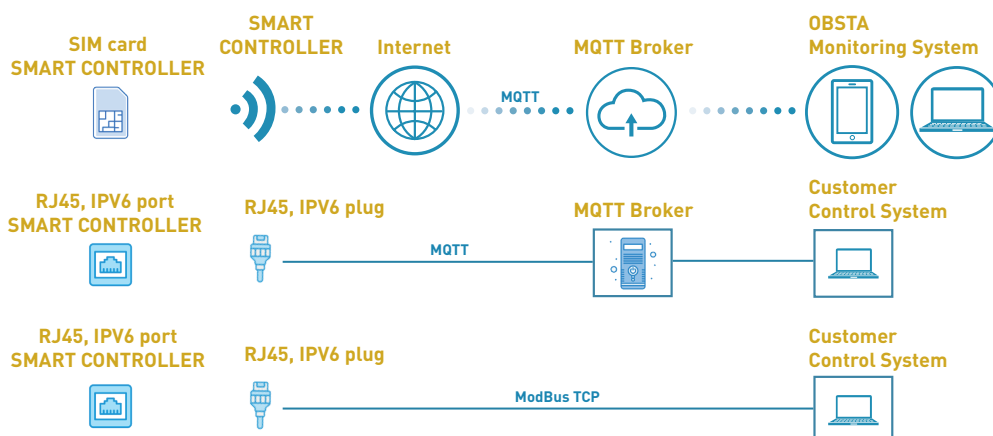 SIM card
SMART CONTROLLER
SMART
CONTROLLER
Internet
MQTT
MQTT Broker
OBSTA
Monitoring System
RJ45, IPV6 port
SMART CONTROLLER
RJ45, IPV6 plug
MQTT
MQTT Broker
Customer
Control System
RJ45, IPV6 port
SMART CONTROLLER
RJ45, IPV6 plug
ModBus TCP
Customer
Control System